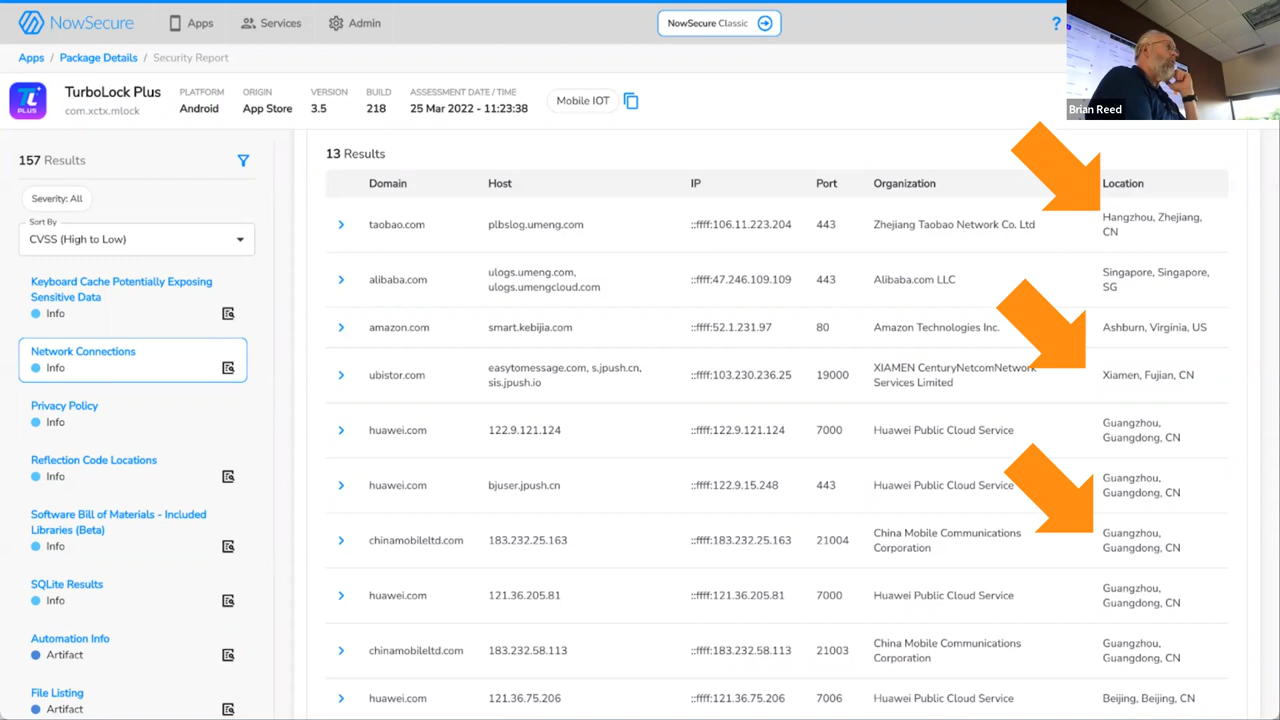 NowSecure
Apps
Services
Admin
NowSecure Classic
?
Brian Reed
Apps / Package Details / Security Report
TL
PLUS
TurboLock Plus
com.xctx.mlock
PLATFORM
Android
ORIGIN
App Store
VERSION
3.5
BUILD
218
ASSESSMENT DATE / TIME
25 Mar 2022 - 11:23:38
Mobile IOT
157 Results
Severity: All
Sort By
CVSS (High to Low)
Keyboard Cache Potentially Exposing
Sensitive Data
Info
Network Connections
Info
Privacy Policy
Info
Reflection Code Locations
Info
Software Bill of Materials - Included
Libraries (Beta)
Info
SQLite Results
Info
Automation Info
Artifact
File Listing
Artifact
13 Results
Domain Host IP Port Organization Location
taobao.com plbslog.umeng.com ::ffff:106.11.223.204 443 Zhejiang Taobao Network Co. Ltd Hangzhou, Zhejiang,
CN
alibaba.com ulogs.umeng.com, ::ffff:47.246.109.109 443 Alibaba.com LLC Singapore, Singapore,
ulogs.umengcloud.com SG
amazon.com smart.kebijia.com ::ffff:52.1.231.97 80 Amazon Technologies Inc. Ashburn, Virginia, US
ubistor.com easytomessage.com, s.jpush.cn, ::ffff:103.230.236.25 19000 XIAMEN CenturyNetcomNetwork Xiamen, Fujian, CN
sis.jpush.io Services Limited
huawei.com 122.9.121.124 ::ffff:122.9.121.124 7000 Huawei Public Cloud Service Guangzhou,
Guangdong, CN
huawei.com bjuser.jpush.cn ::ffff:122.9.15.248 443 Huawei Public Cloud Service Guangzhou,
Guangdong, CN
chinamobileltd.com 183.232.25.163 ::ffff:183.232.25.163 21004 China Mobile Communications Guangzhou,
Corporation Guangdong, CN
huawei.com 121.36.205.81 ::ffff:121.36.205.81 7000 Huawei Public Cloud Service Guangzhou,
Guangdong, CN
chinamobileltd.com 183.232.58.113 ::ffff:183.232.58.113 21003 China Mobile Communications Guangzhou,
Corporation Guangdong, CN
huawei.com 121.36.75.206 ::ffff:121.36.75.206 7006 Huawei Public Cloud Service Beijing, Beijing, CN